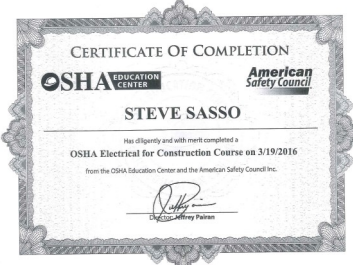 CERTIFICATE OF COMPLETION
OSHA EDUCATION CENTER
American Safety Council
STEVE SASSO
Has diligently and with merit completed a
OSHA Electrical for Construction Course on 3/19/2016
from the OSHA Education Center and the American Safety Council Inc.
Director: Jeffrey Pairan